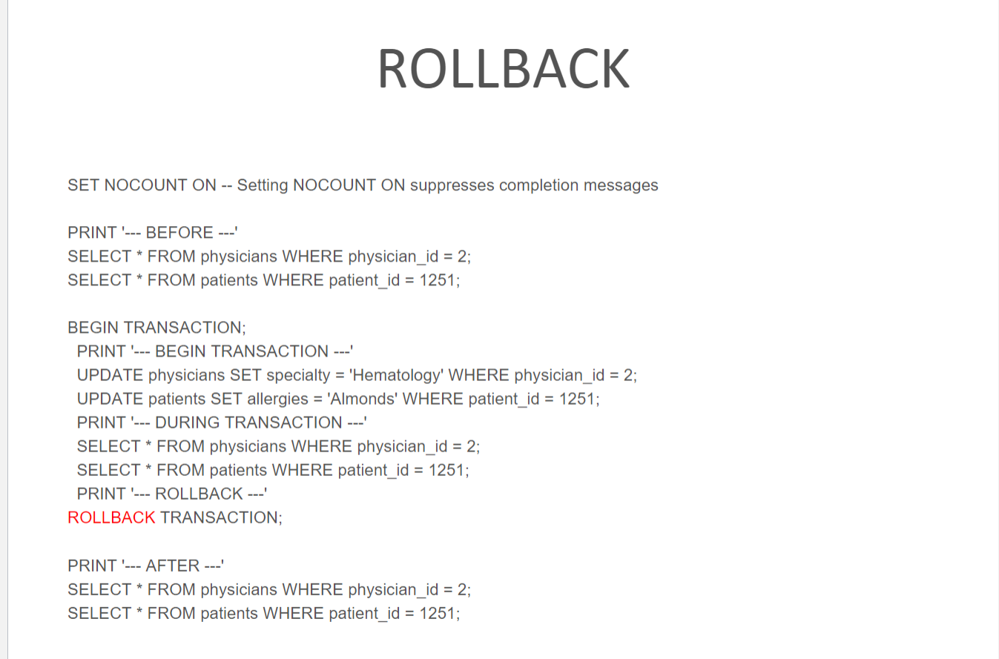 ROLLBACK
SET NOCOUNT ON -- Setting NOCOUNT ON suppresses completion messages
PRINT '--- BEFORE ---'
SELECT * FROM physicians WHERE physician_id = 2;
SELECT * FROM patients WHERE patient_id = 1251;
BEGIN TRANSACTION;
PRINT '--- BEGIN TRANSACTION ---'
UPDATE physicians SET specialty = 'Hematology' WHERE physician_id = 2;
UPDATE patients SET allergies = 'Almonds' WHERE patient_id = 1251;
PRINT '--- DURING TRANSACTION ---'
SELECT * FROM physicians WHERE physician_id = 2;
SELECT * FROM patients WHERE patient_id = 1251;
PRINT '--- ROLLBACK ---'
ROLLBACK TRANSACTION;
PRINT '--- AFTER ---'
SELECT * FROM physicians WHERE physician_id = 2;
SELECT * FROM patients WHERE patient_id = 1251;